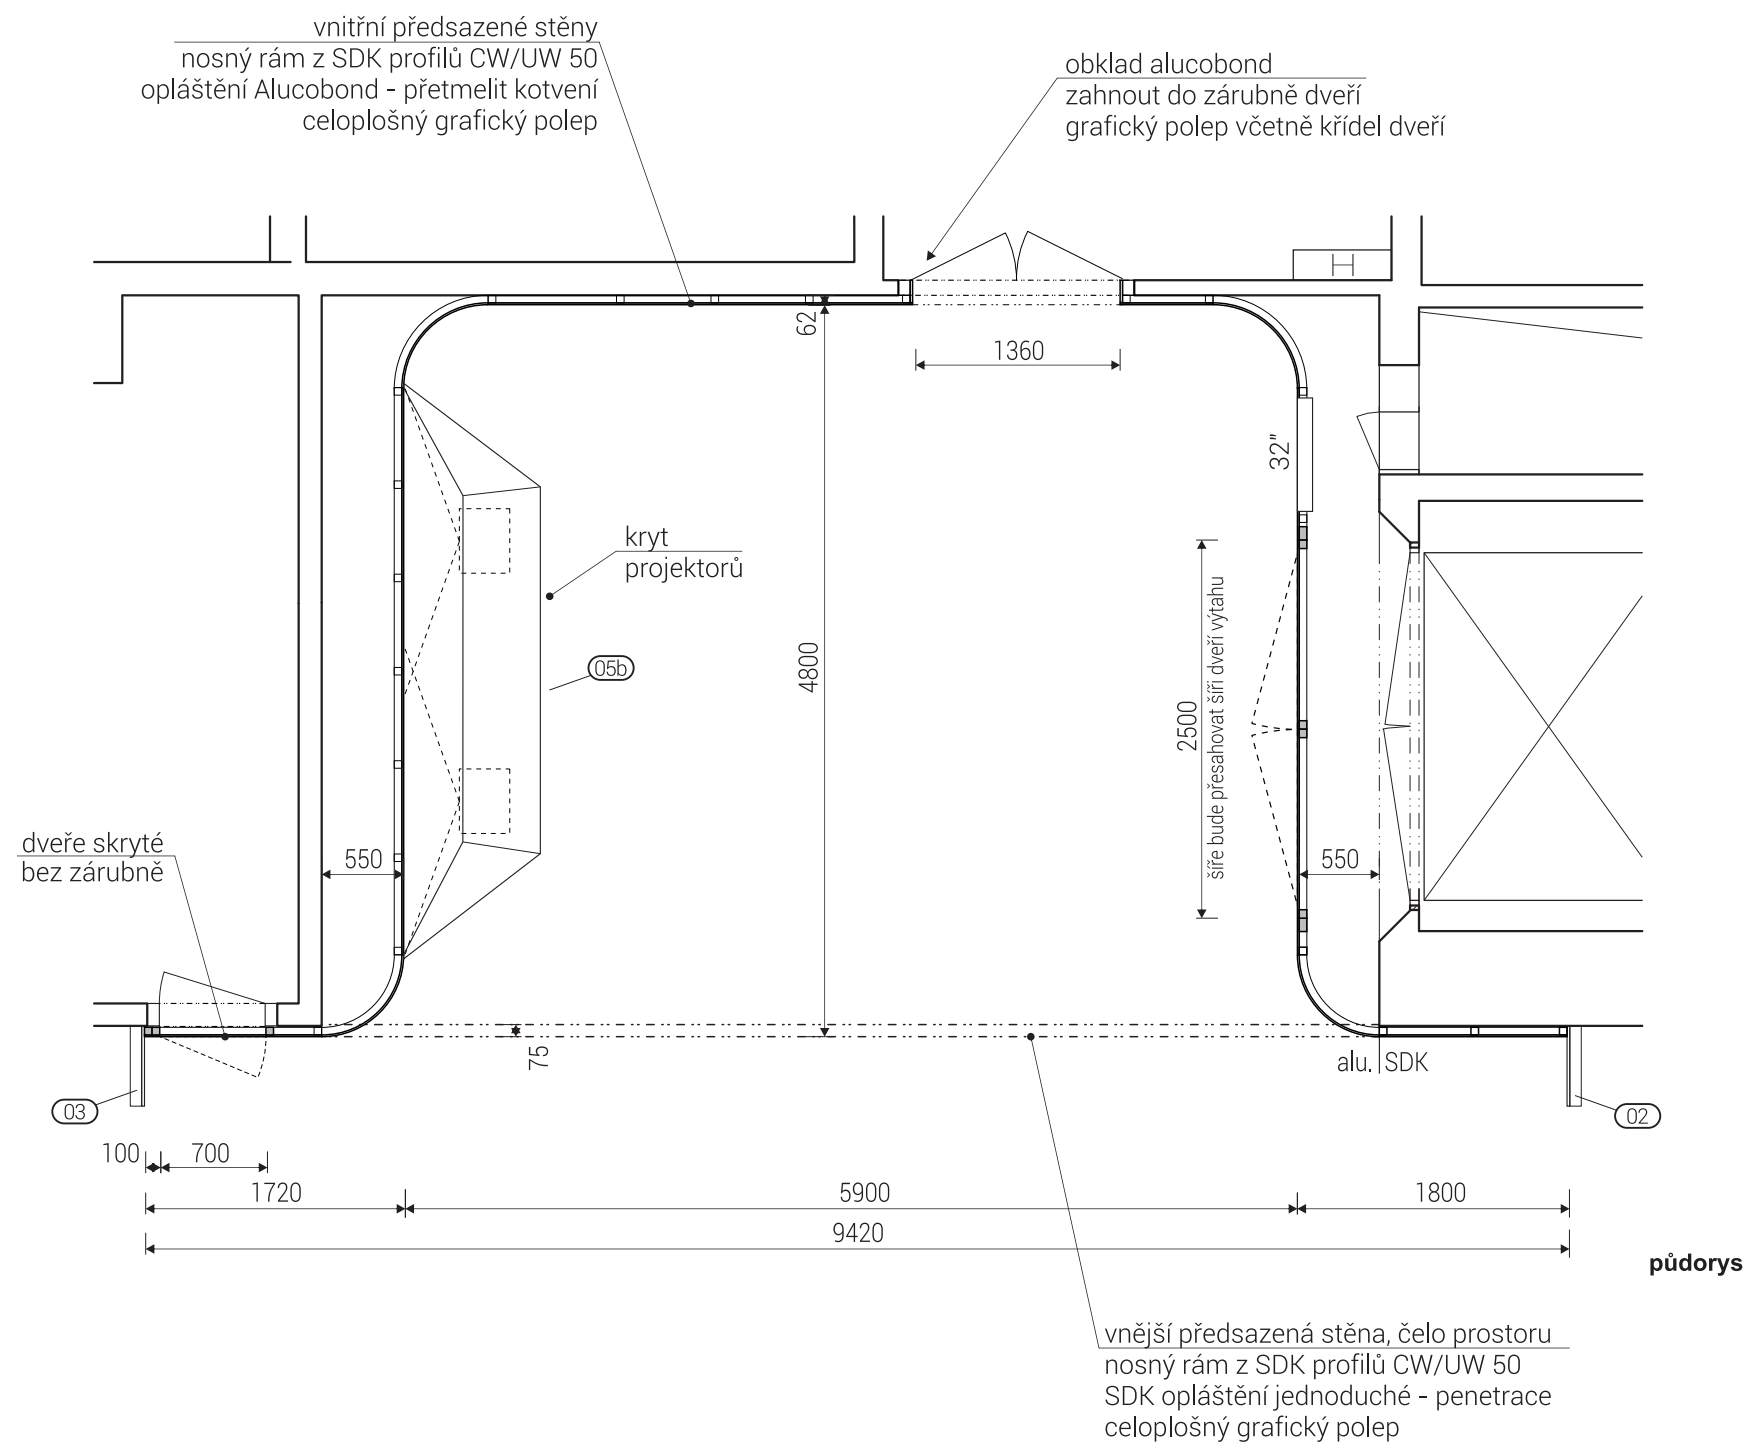 vnitřní předsazené stěny
nosný rám z SDK profilů CW/UW 50
opláštění Alucobond - přetmelit kotvení
celoplošný grafický polep
obklad alucobond
zahnout do zárubně dveří
grafický polep včetně křídel dveří
H
62
1360
32"
kryt
projektorů
05b
4800
2500
šíře bude přesahovat šíři dveří výtahu
dveře skryté
bez zárubně
550
550
75
alu.
SDK
03
02
100
700
1720
5900
1800
9420
půdorys
vnější předsazená stěna, čelo prostoru
nosný rám z SDK profilů CW/UW 50
SDK opláštění jednoduché - penetrace
celoplošný grafický polep